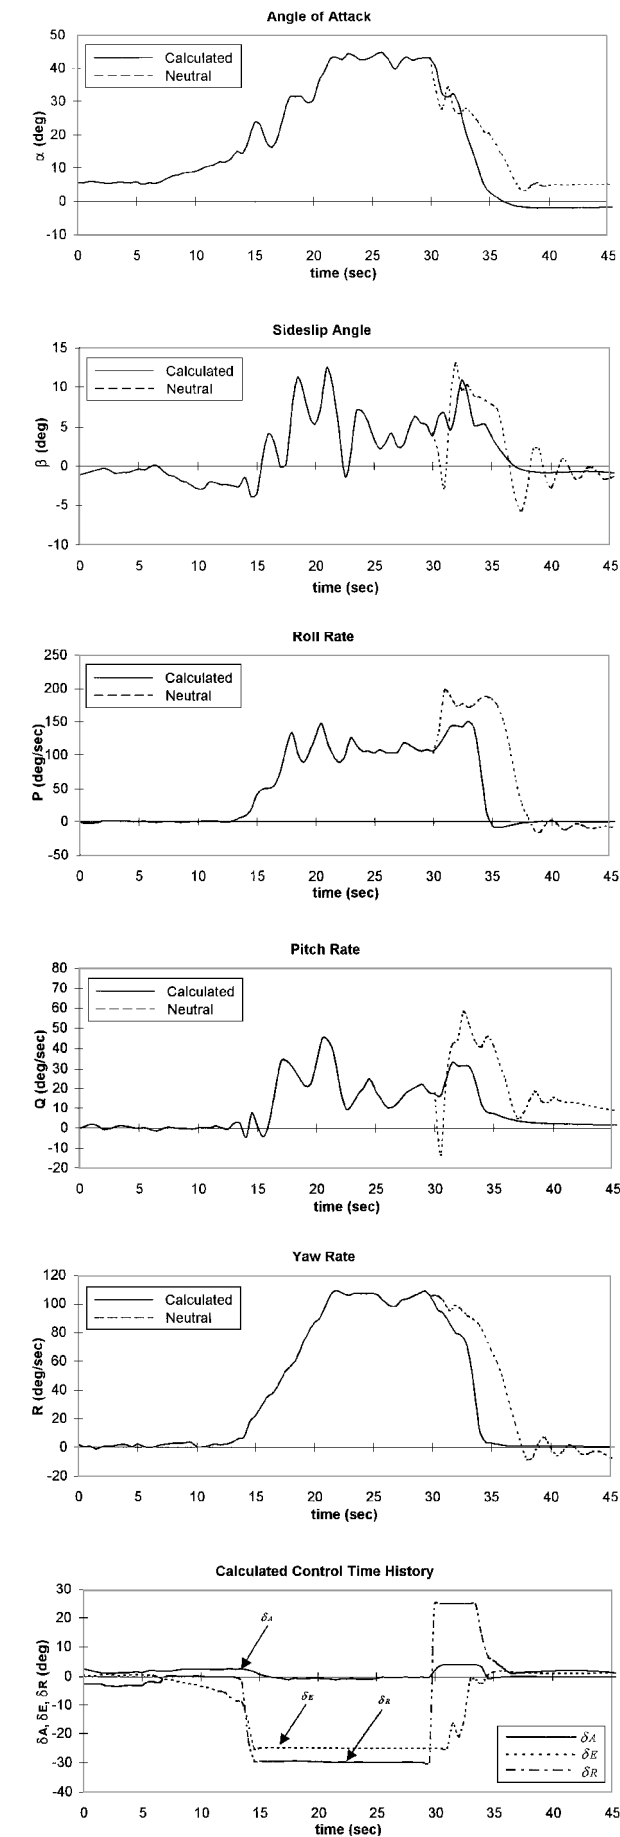 Angle of Attack
50
40
30
20
10
0
-10
α (deg)
Calculated
Neutral
0 5 10 15 20 25 30 35 40 45
time (sec)
Sideslip Angle
15
10
5
0
-5
-10
β (deg)
Calculated
Neutral
0 5 10 15 20 25 30 35 40 45
time (sec)
Roll Rate
250
200
150
100
50
0
-50
P (deg/sec)
Calculated
Neutral
0 5 10 15 20 25 30 35 40 45
time (sec)
Pitch Rate
80
70
60
50
40
30
20
10
0
-10
-20
Q (deg/sec)
Calculated
Neutral
0 5 10 15 20 25 30 35 40 45
time (sec)
Yaw Rate
120
100
80
60
40
20
0
-20
R (deg/sec)
Calculated
Neutral
0 5 10 15 20 25 30 35 40 45
time (sec)
Calculated Control Time History
30
20
10
0
-10
-20
-30
-40
δA, δE, δR (deg)
δA
δE
δR
δA
δE
δR
0 5 10 15 20 25 30 35 40 45
time (sec)